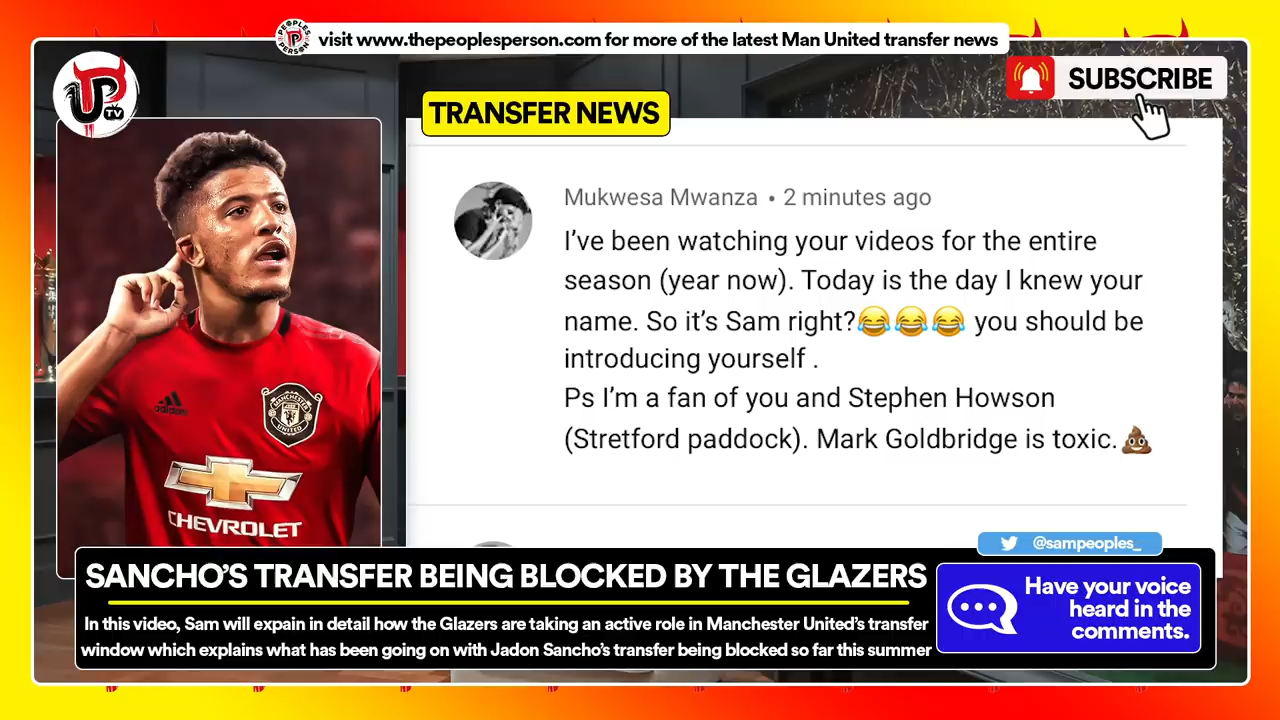 visit www.thepeoplesperson.com for more of the latest Man United transfer news
PEOPLES PERSON
UP TV
SUBSCRIBE
TRANSFER NEWS
Mukwesa Mwanza • 2 minutes ago
I've been watching your videos for the entire
season (year now). Today is the day I knew your
name. So it's Sam right?😂😂😂 you should be
introducing yourself .
Ps I'm a fan of you and Stephen Howson
(Stretford paddock). Mark Goldbridge is toxic.💩
adidas
MANCHESTER
UNITED
CHEVROLET
@sampeoples_
SANCHO'S TRANSFER BEING BLOCKED BY THE GLAZERS
In this video, Sam will expain in detail how the Glazers are taking an active role in Manchester United's transfer
window which explains what has been going on with Jadon Sancho's transfer being blocked so far this summer
Have your voice
heard in the
comments.